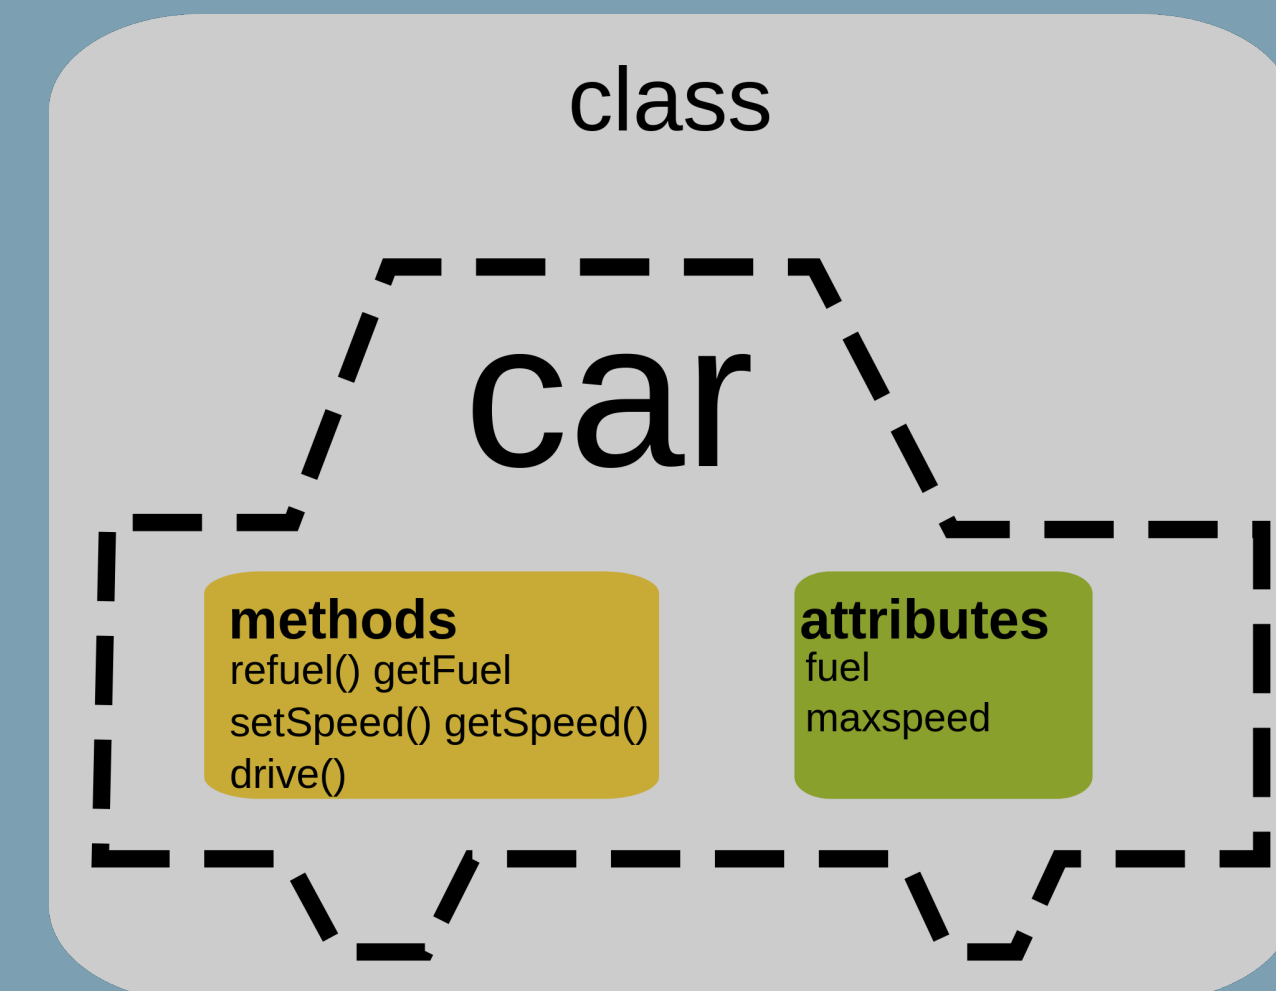 class
car
methods
refuel() getFuel
setSpeed() getSpeed()
drive()
attributes
fuel
maxspeed